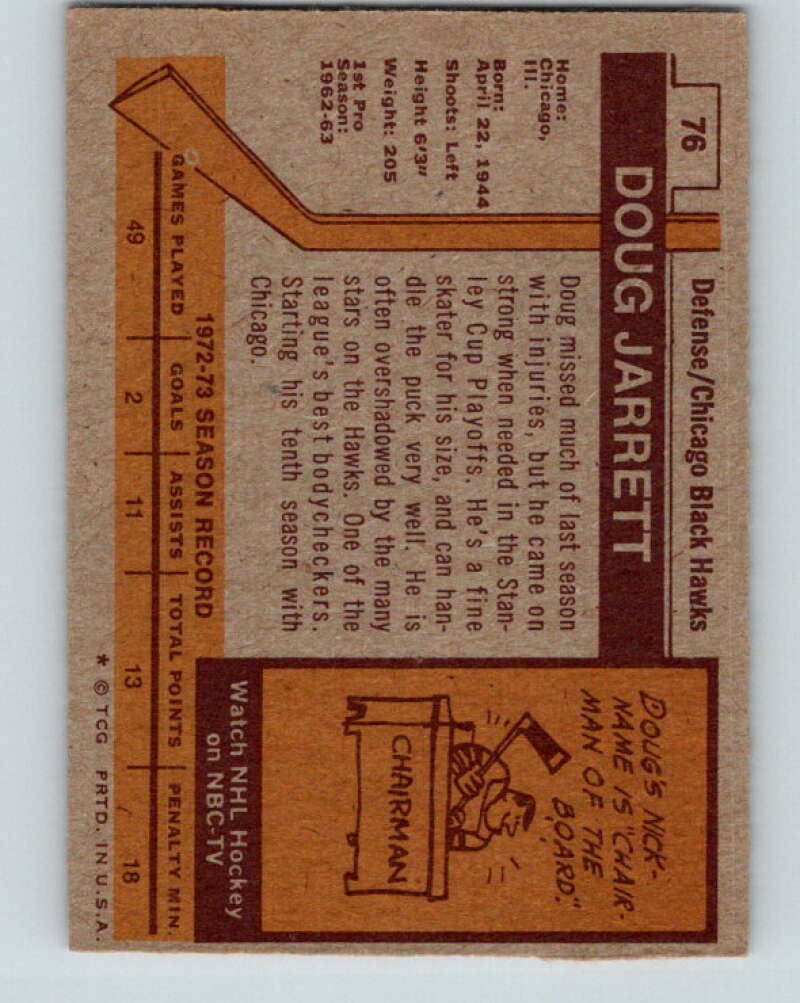 76
Defense/Chicago Black Hawks
DOUG JARRETT
Home:
Chicago,
Ill.
Born:
April 22, 1944
Shoots: Left
Height 6'3"
Weight: 205
1st Pro
Season:
1962-63
Doug missed much of last season
with injuries, but he came on
strong when needed in the Stan-
ley Cup Playoffs. He's a fine
skater for his size, and can han-
dle the puck very well. He is
often overshadowed by the many
stars on the Hawks. One of the
league's best bodycheckers.
Starting his tenth season with
Chicago.
DOUG'S NICK-
NAME IS "CHAIR-
MAN OF THE
BOARD."
CHAIRMAN
Watch NHL Hockey
on NBC-TV
1972-73 SEASON RECORD
GAMES PLAYED GOALS ASSISTS TOTAL POINTS PENALTY MIN.
49 2 11 13 18
* © TCG PRTD. IN U.S.A.